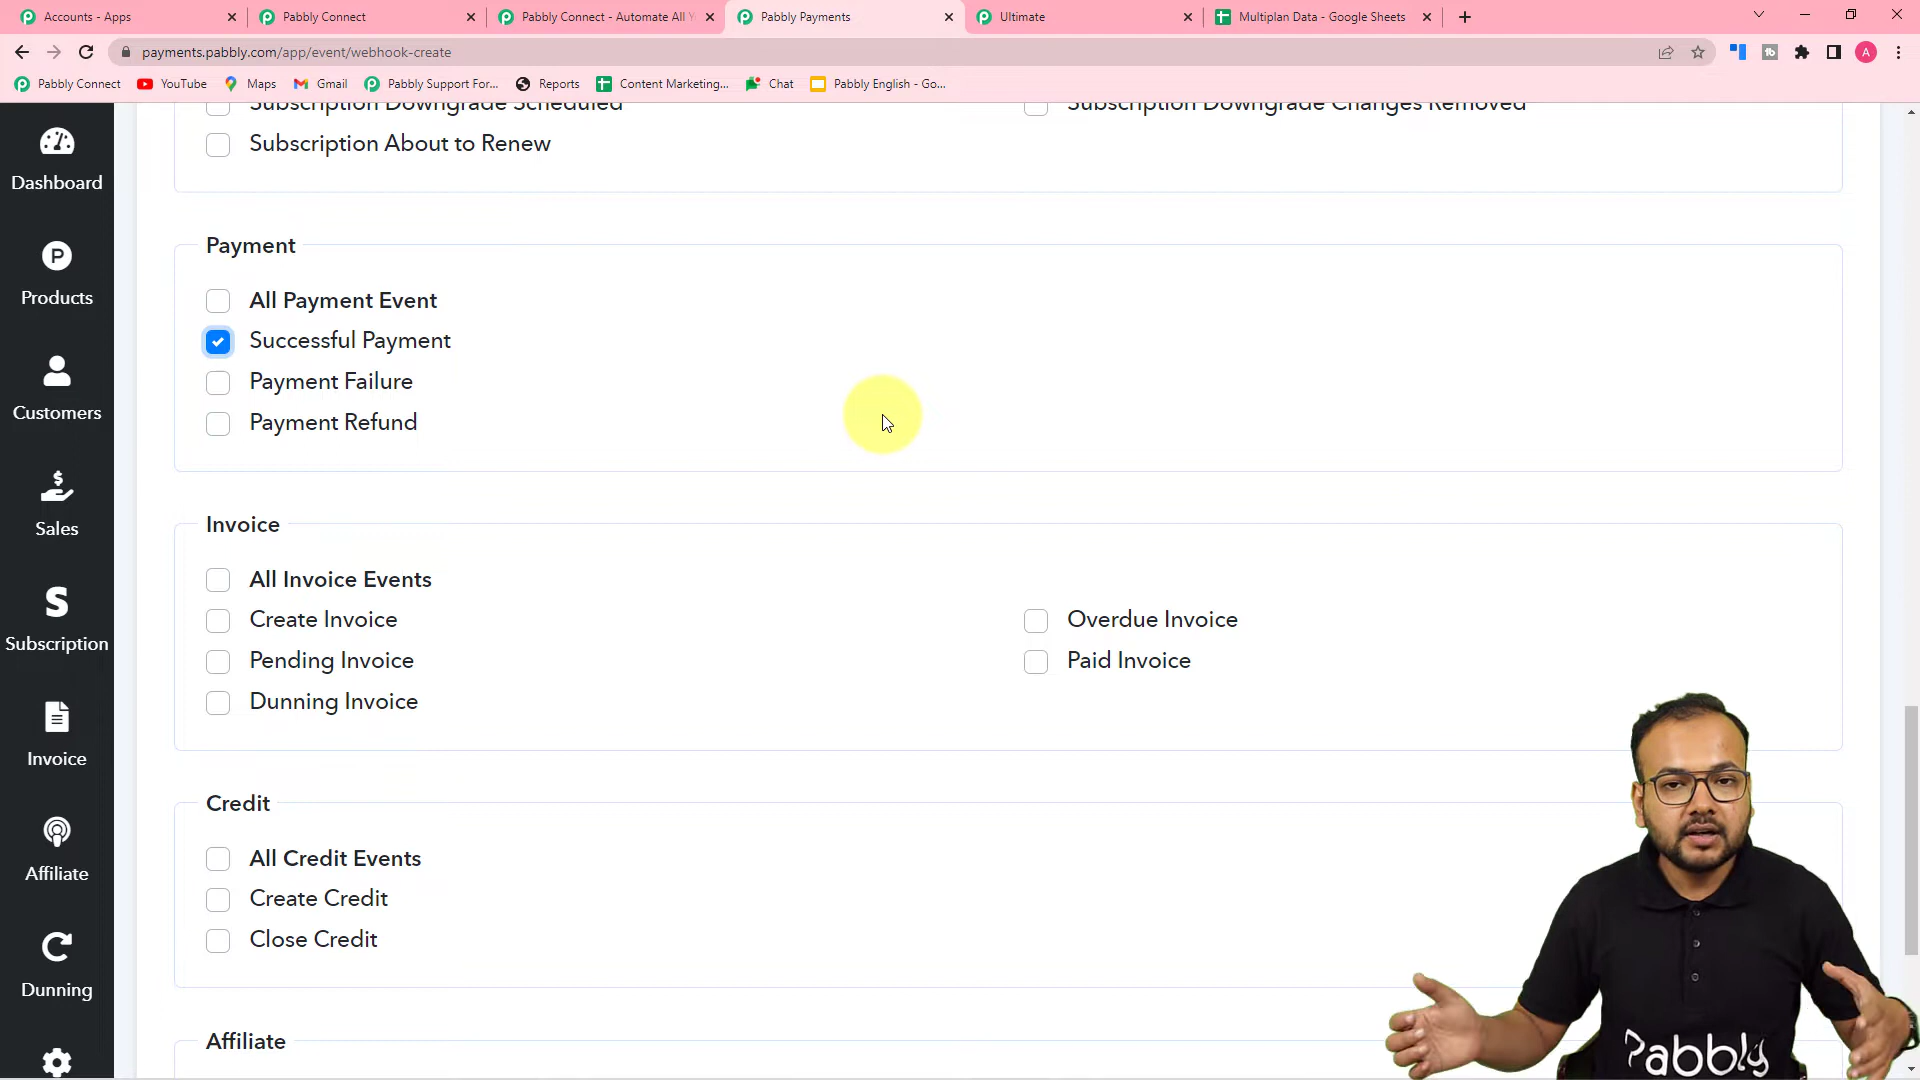 Accounts - Apps
Pabbly Connect
Pabbly Connect - Automate All Y
Pabbly Payments
Ultimate
Multiplan Data - Google Sheets
payments.pabbly.com/app/event/webhook-create
A
Pabbly Connect
YouTube
Maps
Gmail
Pabbly Support For...
Reports
Content Marketing...
Chat
Pabbly English - Go...
Subscription Downgrade Scheduled
Subscription Downgrade Changes Removed
Subscription About to Renew
Dashboard
Products
Customers
Sales
Subscription
Invoice
Affiliate
Dunning
Payment
All Payment Event
Successful Payment
Payment Failure
Payment Refund
Invoice
All Invoice Events
Create Invoice
Overdue Invoice
Pending Invoice
Paid Invoice
Dunning Invoice
Credit
All Credit Events
Create Credit
Close Credit
Affiliate
Pabbly